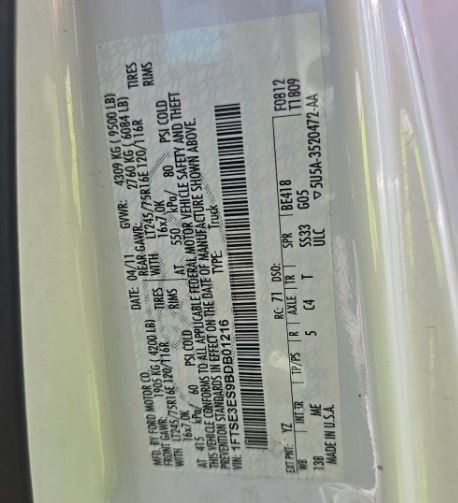 MFD. BY FORD MOTOR CO.
DATE: 04/11 GVWR: 4309 KG ( 9500 LB)
FRONT GAWR: 1905 KG (4200 LB) REAR GAWR: 2760 KG (6084 LB)
WITH LT245/75R16E 120/116R TIRES WITH LT245/75R16E 120/116R TIRES
16x7.0K RIMS 16x7.0K RIMS
AT 415 kPa/ 60 PSI COLD AT 550 kPa/ 80 PSI COLD
THIS VEHICLE CONFORMS TO ALL APPLICABLE FEDERAL MOTOR VEHICLE SAFETY AND THEFT
PREVENTION STANDARDS IN EFFECT ON THE DATE OF MANUFACTURE SHOWN ABOVE.
VIN: 1FTSE3ES9BDB01216 TYPE: Truck
EXT PNT: YZ RC: 71 DSO: F0812
WB INT TR TP/PS R AXLE TR SPR BE418 T1809
138 ME 5 C4 T SS33 G05
MADE IN U.S.A. ULC ▽5U5A-3520472-AA